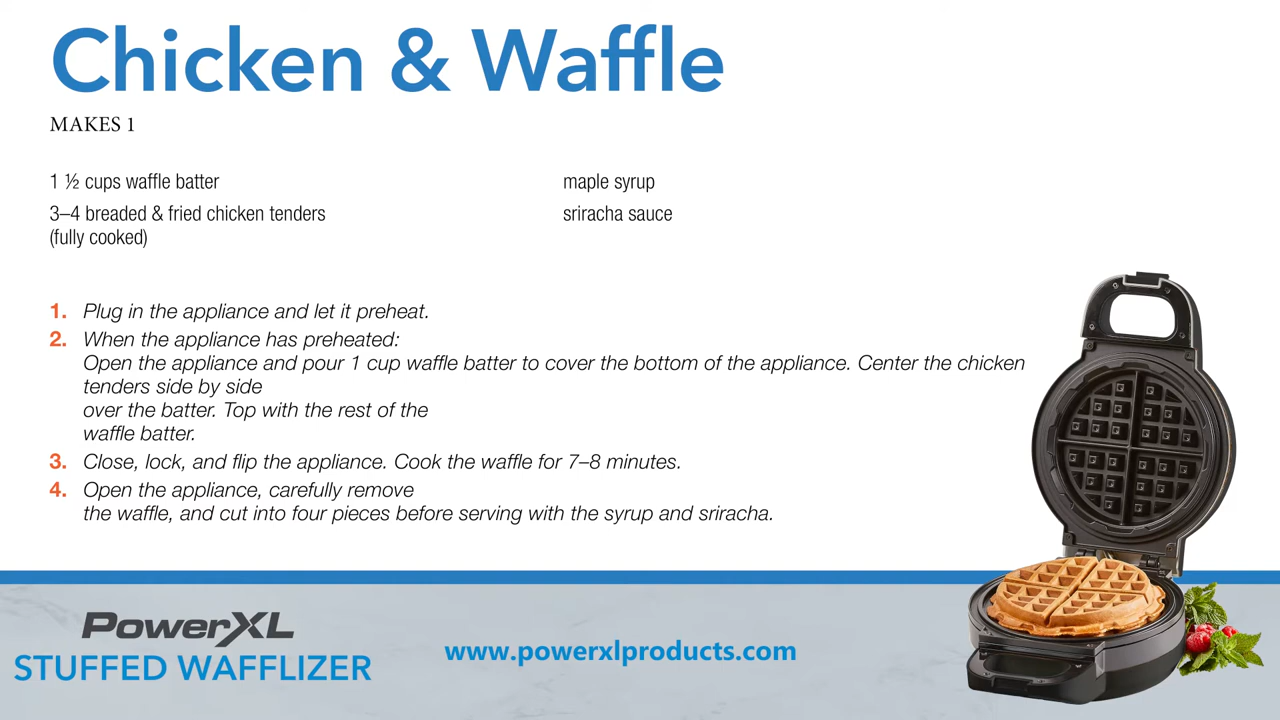 Chicken & Waffle
MAKES 1
1 ½ cups waffle batter
3–4 breaded & fried chicken tenders
(fully cooked)
maple syrup
sriracha sauce
1. Plug in the appliance and let it preheat.
2. When the appliance has preheated:
Open the appliance and pour 1 cup waffle batter to cover the bottom of the appliance. Center the chicken
tenders side by side
over the batter. Top with the rest of the
waffle batter.
3. Close, lock, and flip the appliance. Cook the waffle for 7–8 minutes.
4. Open the appliance, carefully remove
the waffle, and cut into four pieces before serving with the syrup and sriracha.
PowerXL
STUFFED WAFFLIZER
www.powerxlproducts.com